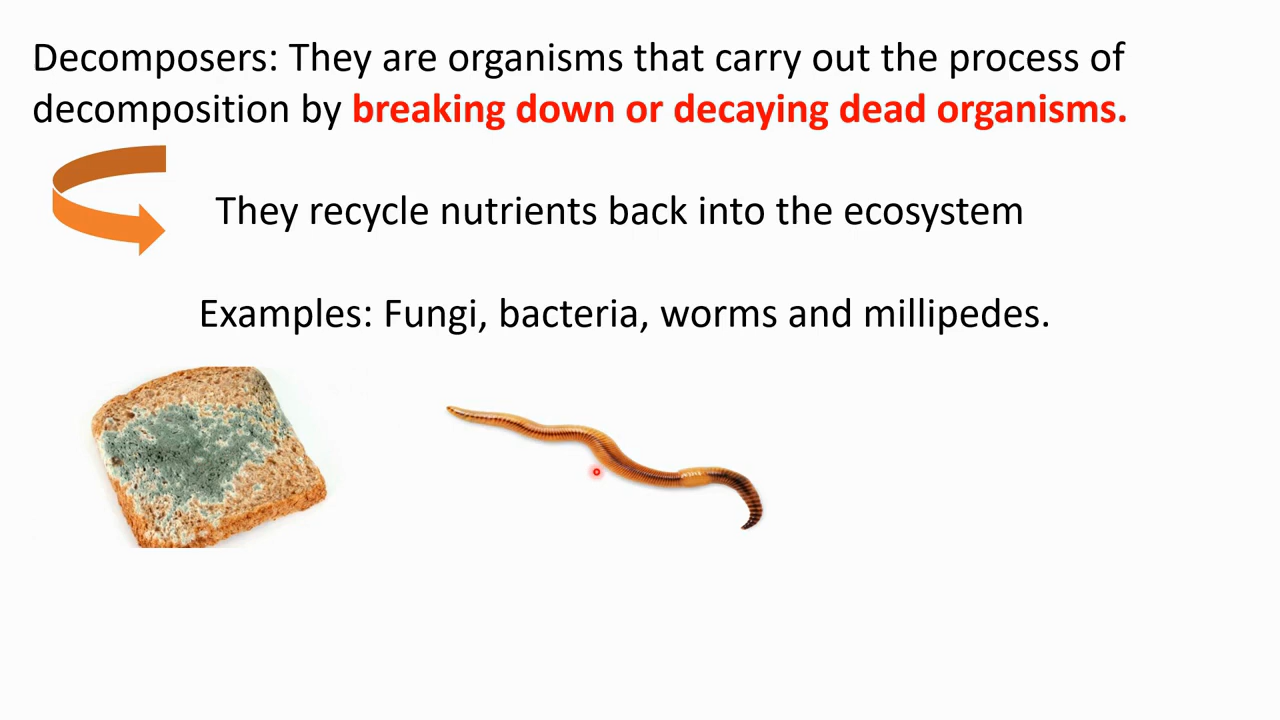 Decomposers: They are organisms that carry out the process of
decomposition by breaking down or decaying dead organisms.
They recycle nutrients back into the ecosystem
Examples: Fungi, bacteria, worms and millipedes.